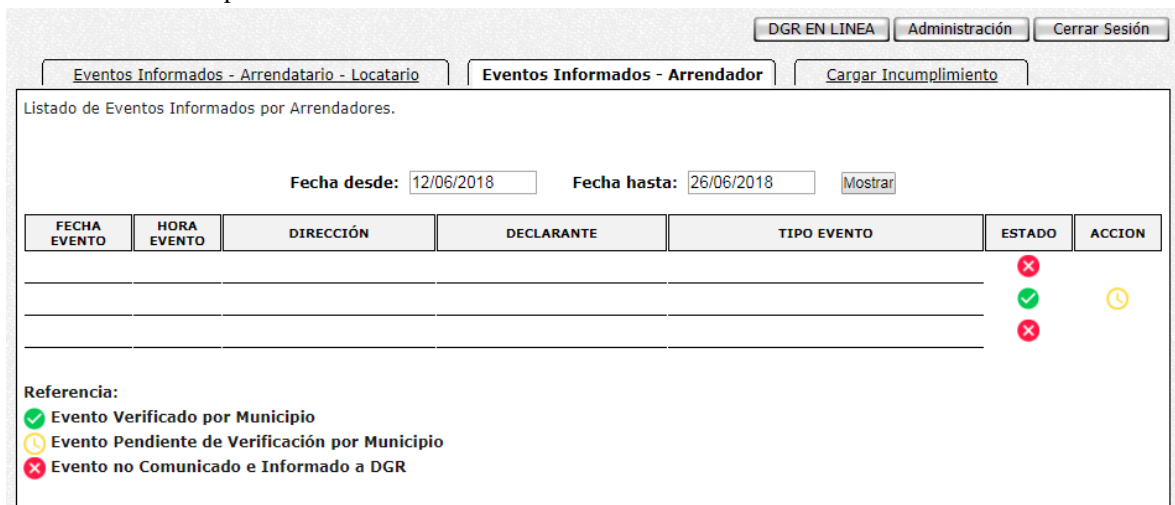 DGR EN LINEA Administración Cerrar Sesión
Eventos Informados - Arrendatario - Locatario Eventos Informados - Arrendador Cargar Incumplimiento
Listado de Eventos Informados por Arrendadores.
Fecha desde: 12/06/2018 Fecha hasta: 26/06/2018 Mostrar
FECHA EVENTO HORA EVENTO DIRECCIÓN DECLARANTE TIPO EVENTO ESTADO ACCION
Referencia:
Evento Verificado por Municipio
Evento Pendiente de Verificación por Municipio
Evento no Comunicado e Informado a DGR